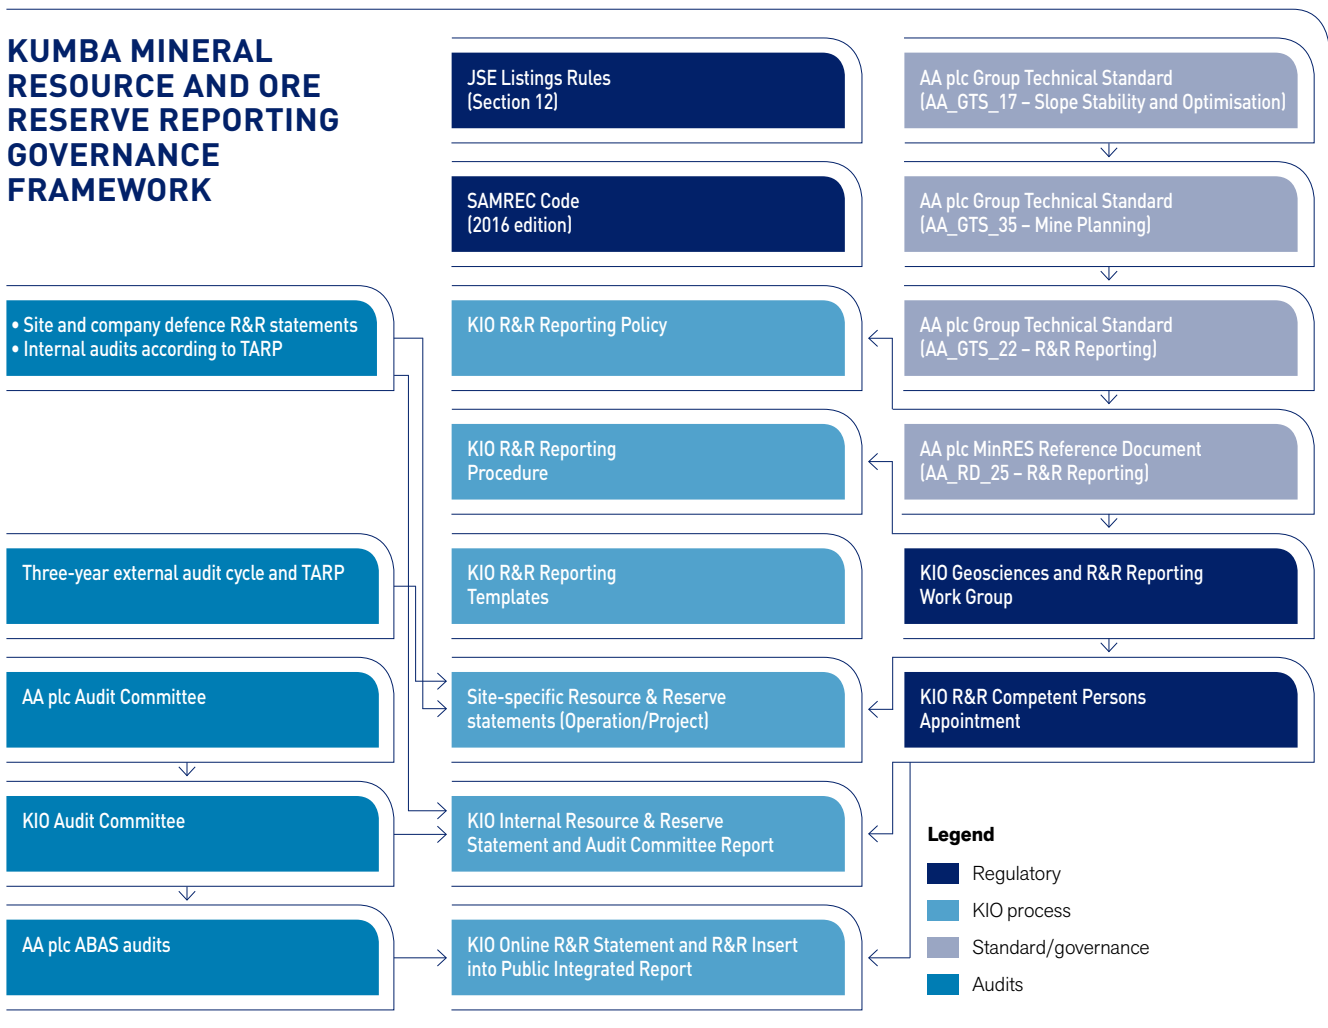 KUMBA MINERAL
RESOURCE AND ORE
RESERVE REPORTING
GOVERNANCE
FRAMEWORK
• Site and company defence R&R statements
• Internal audits according to TARP
Three-year external audit cycle and TARP
AA plc Audit Committee
KIO Audit Committee
AA plc ABAS audits
JSE Listings Rules
(Section 12)
SAMREC Code
(2016 edition)
KIO R&R Reporting Policy
KIO R&R Reporting
Procedure
KIO R&R Reporting
Templates
Site-specific Resource & Reserve
statements (Operation/Project)
KIO Internal Resource & Reserve
Statement and Audit Committee Report
KIO Online R&R Statement and R&R Insert
into Public Integrated Report
AA plc Group Technical Standard
(AA_GTS_17 – Slope Stability and Optimisation)
AA plc Group Technical Standard
(AA_GTS_35 – Mine Planning)
AA plc Group Technical Standard
(AA_GTS_22 – R&R Reporting)
AA plc MinRES Reference Document
(AA_RD_25 – R&R Reporting)
KIO Geosciences and R&R Reporting
Work Group
KIO R&R Competent Persons
Appointment
Legend
Regulatory
KIO process
Standard/governance
Audits